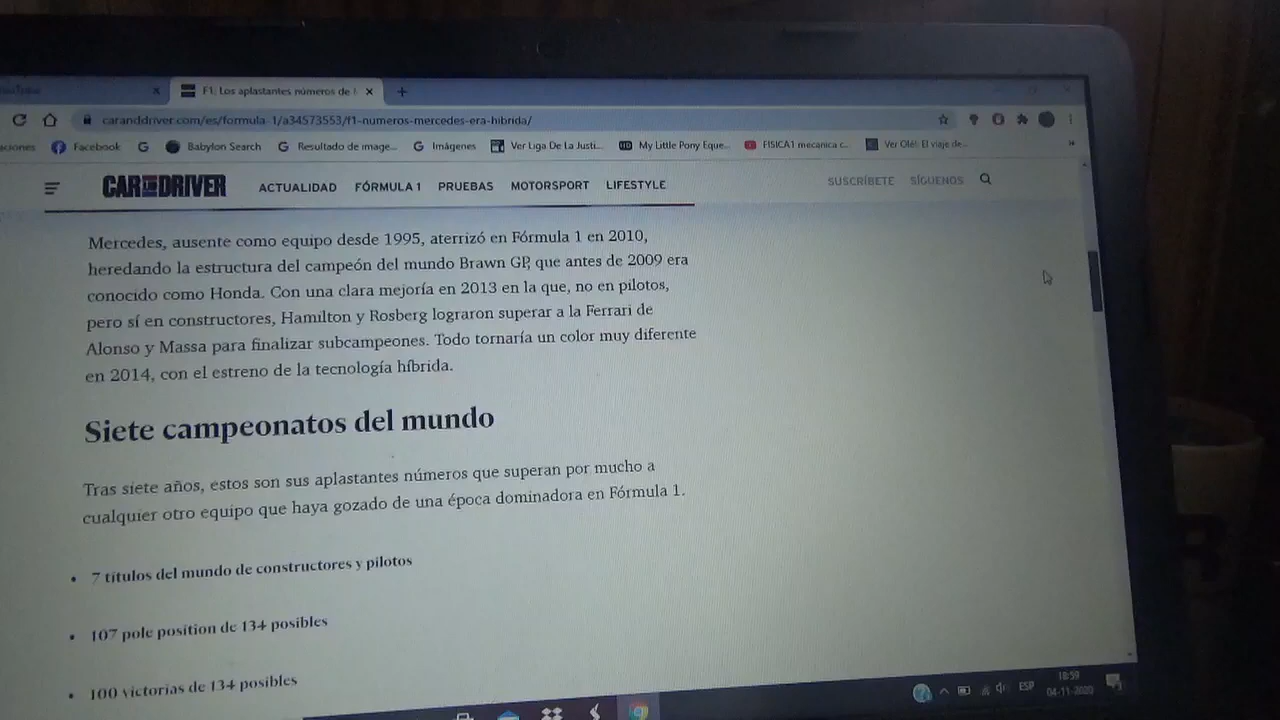 F1: Los aplastantes números de
caranddriver.com/es/formula-1/a34573553/f1-numeros-mercedes-era-hibrida/
aciones Facebook Babylon Search Resultado de image... Imágenes Ver Liga De La Justi... My Little Pony Eque... FISICA1 mecanica c... Ver Olé!. El viaje de...
CAR AND DRIVER ACTUALIDAD FÓRMULA 1 PRUEBAS MOTORSPORT LIFESTYLE SUSCRÍBETE SÍGUENOS
Mercedes, ausente como equipo desde 1995, aterrizó en Fórmula 1 en 2010,
heredando la estructura del campeón del mundo Brawn GP, que antes de 2009 era
conocido como Honda. Con una clara mejoría en 2013 en la que, no en pilotos,
pero sí en constructores, Hamilton y Rosberg lograron superar a la Ferrari de
Alonso y Massa para finalizar subcampeones. Todo tornaría un color muy diferente
en 2014, con el estreno de la tecnología híbrida.
Siete campeonatos del mundo
Tras siete años, estos son sus aplastantes números que superan por mucho a
cualquier otro equipo que haya gozado de una época dominadora en Fórmula 1.
• 7 títulos del mundo de constructores y pilotos
• 107 pole position de 134 posibles
• 100 victorias de 134 posibles
ESP 18:59
04-11-2020